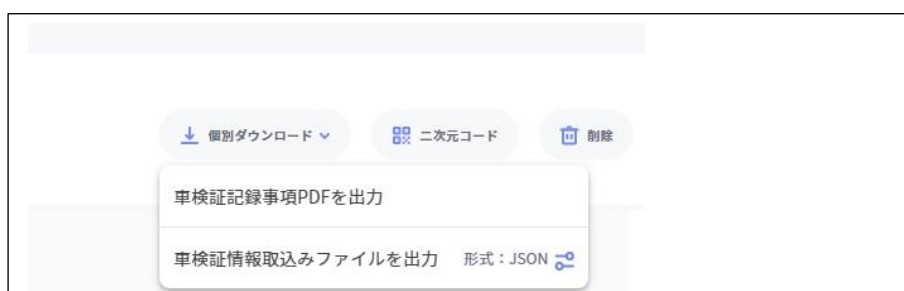 個別ダウンロード 二次元コード 削除
車検証記録事項PDFを出力
車検証情報取込みファイルを出力 形式：JSON